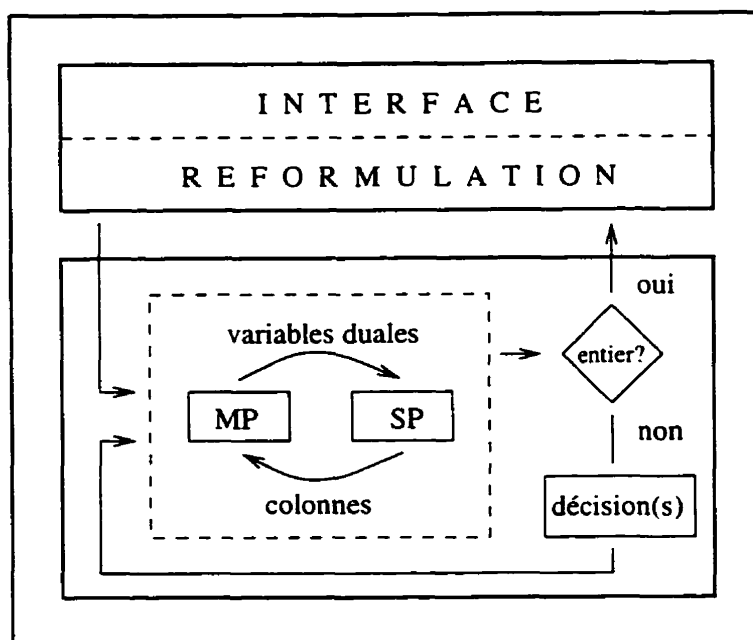 INTERFACE
REFORMULATION
oui
variables duales
entier?
MP
SP
non
colonnes
décision(s)